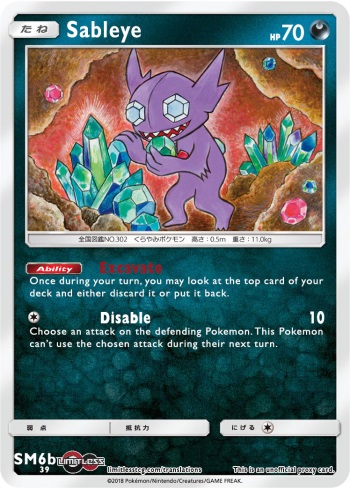 たね Sableye HP70
全国図鑑NO.302 くらやみポケモン 高さ:0.5m 重さ:11.0kg
Ability Excavate
Once during your turn, you may look at the top card of your
deck and either discard it or put it back.
Disable 10
Choose an attack on the defending Pokemon. This Pokemon
can't use the chosen attack during their next turn.
弱点 抵抗力 にげる
SM6b LIMITLESS
39 limitlesstcg.com/translations This is an unofficial proxy card.
©2018 Pokémon/Nintendo/Creatures/GAME FREAK.